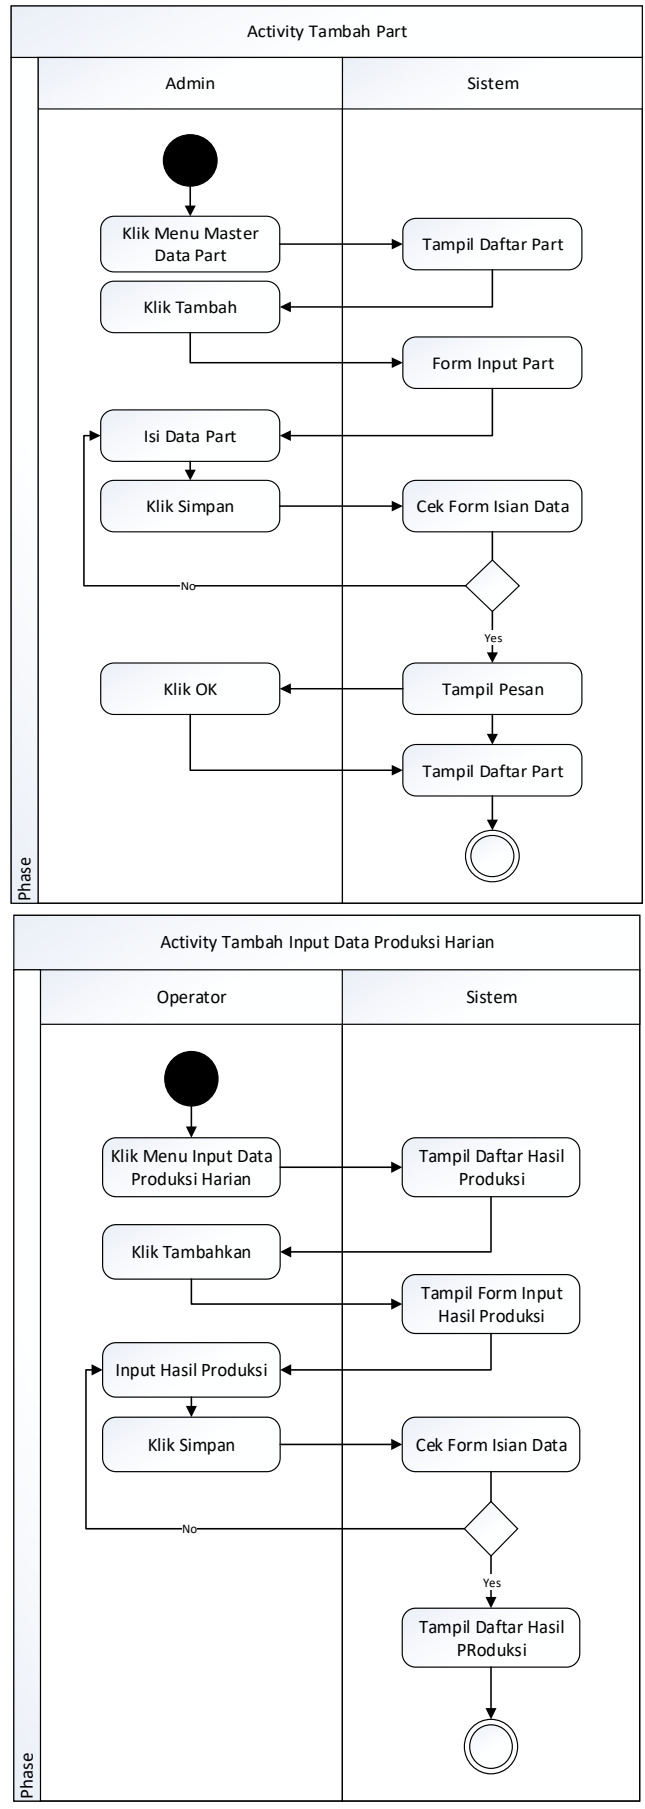 Activity Tambah Part
Admin
Sistem
Klik Menu Master
Data Part
Tampil Daftar Part
Klik Tambah
Form Input Part
Isi Data Part
Klik Simpan
Cek Form Isian Data
No
Yes
Klik OK
Tampil Pesan
Tampil Daftar Part
Phase
Activity Tambah Input Data Produksi Harian
Operator
Sistem
Klik Menu Input Data
Produksi Harian
Tampil Daftar Hasil
Produksi
Klik Tambahkan
Tampil Form Input
Hasil Produksi
Input Hasil Produksi
Klik Simpan
Cek Form Isian Data
No
Yes
Tampil Daftar Hasil
PRoduksi
Phase